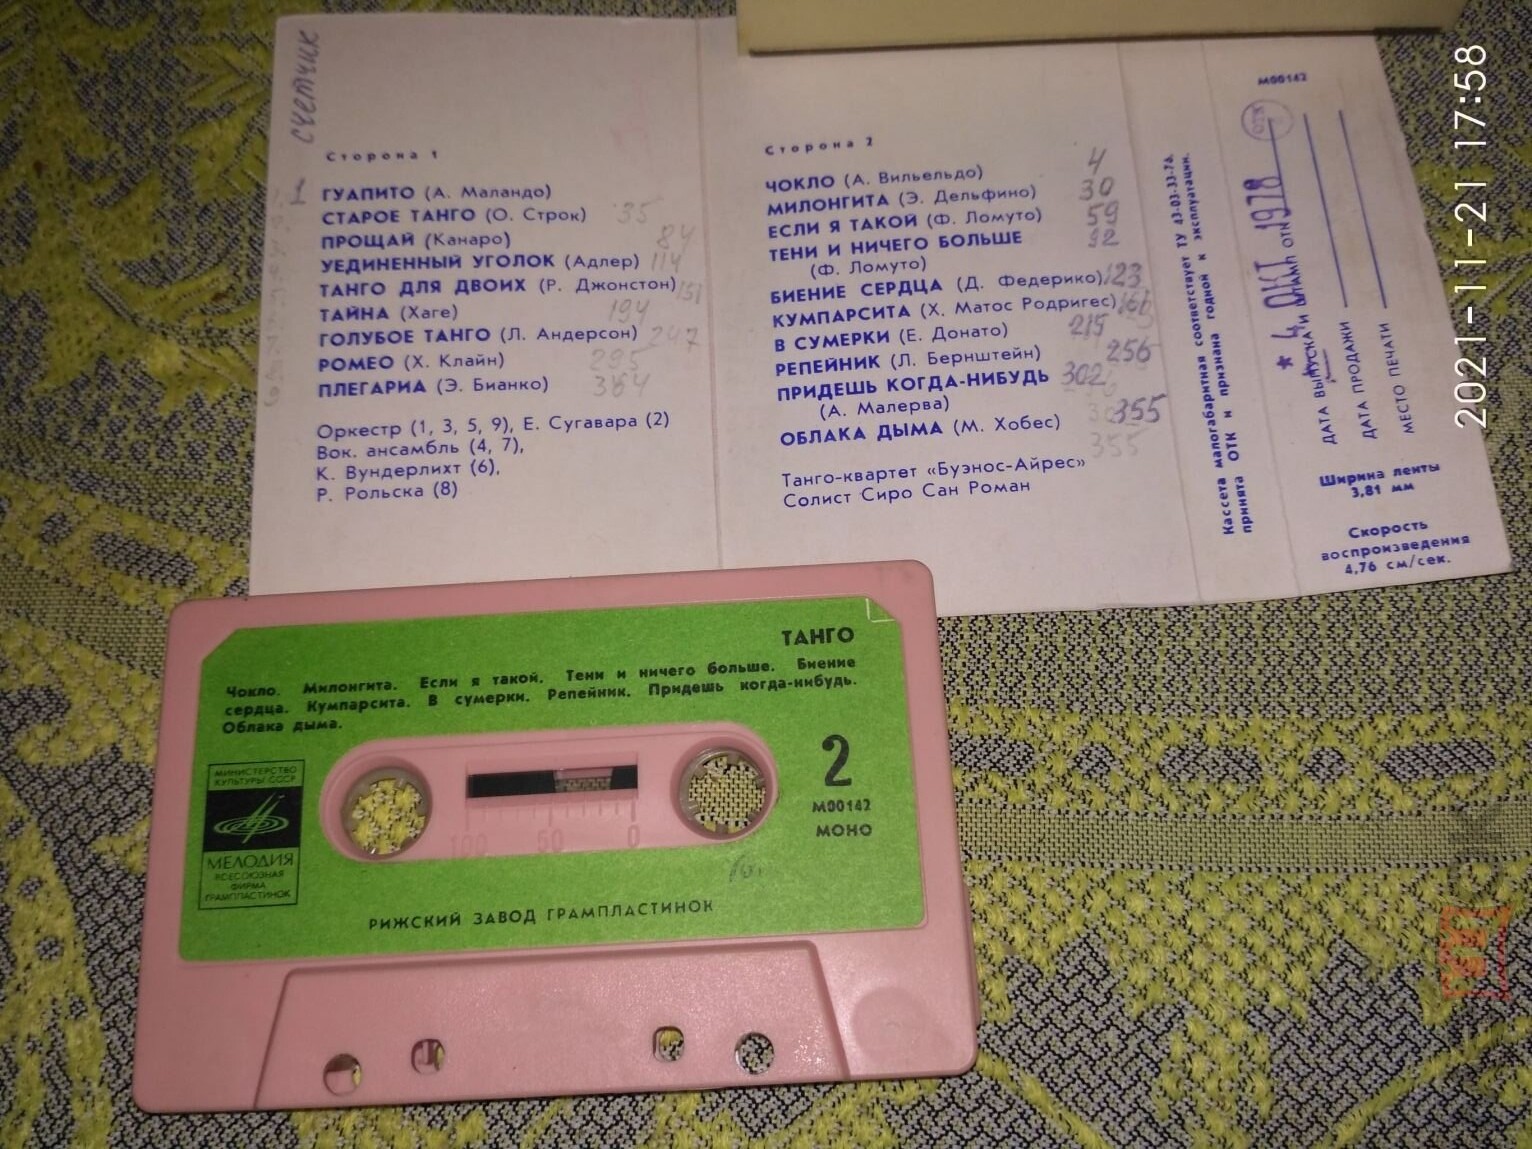 счетчик
Сторона 1
1 ГУАПИТО (А. Маландо)
СТАРОЕ ТАНГО (О. Строк) 35
ПРОЩАЙ (Канаро) 84
УЕДИНЕННЫЙ УГОЛОК (Адлер) 114
ТАНГО ДЛЯ ДВОИХ (Р. Джонстон) 151
ТАЙНА (Хаге) 194
ГОЛУБОЕ ТАНГО (Л. Андерсон) 247
РОМЕО (Х. Клайн) 295
ПЛЕГАРИА (Э. Бианко) 384
Оркестр (1, 3, 5, 9), Е. Сугавара (2)
Вок. ансамбль (4, 7),
К. Вундерлихт (6),
Р. Рольска (8)
Сторона 2
ЧОКЛО (А. Вильельдо) 4
МИЛОНГИТА (Э. Дельфино) 30
ЕСЛИ Я ТАКОЙ (Ф. Ломуто) 59
ТЕНИ И НИЧЕГО БОЛЬШЕ 92
(Ф. Ломуто)
БИЕНИЕ СЕРДЦА (Д. Федерико) 123
КУМПАРСИТА (Х. Матос Родригес)
В СУМЕРКИ (Е. Донато) 215
РЕПЕЙНИК (Л. Бернштейн) 256
ПРИДЕШЬ КОГДА-НИБУДЬ 302
(А. Малерва)
ОБЛАКА ДЫМА (М. Хобес) 355
355
Танго-квартет «Буэнос-Айрес»
Солист Сиро Сан Роман
Кассета малогабаритная соответствует ТУ 43-03-33-76,
принята ОТК и признана годной к эксплуатации.
М00142
ОТК
* 4 ОКТ 1978
ДАТА ВЫПУСКА И ШТАМП ОТК
ДАТА ПРОДАЖИ
МЕСТО ПЕЧАТИ
Ширина ленты
3,81 мм
Скорость
воспроизведения
4,76 см/сек.
2021-11-21 17:58
ТАНГО
Чокло. Милонгита. Если я такой. Тени и ничего больше. Биение
сердца. Кумпарсита. В сумерки. Репейник. Придешь когда-нибудь.
Облака дыма.
МИНИСТЕРСТВО
КУЛЬТУРЫ СССР
МЕЛОДИЯ
ВСЕСОЮЗНАЯ
ФИРМА
ГРАМПЛАСТИНОК
100 50 0
2
М00142
МОНО
РИЖСКИЙ ЗАВОД ГРАМПЛАСТИНОК